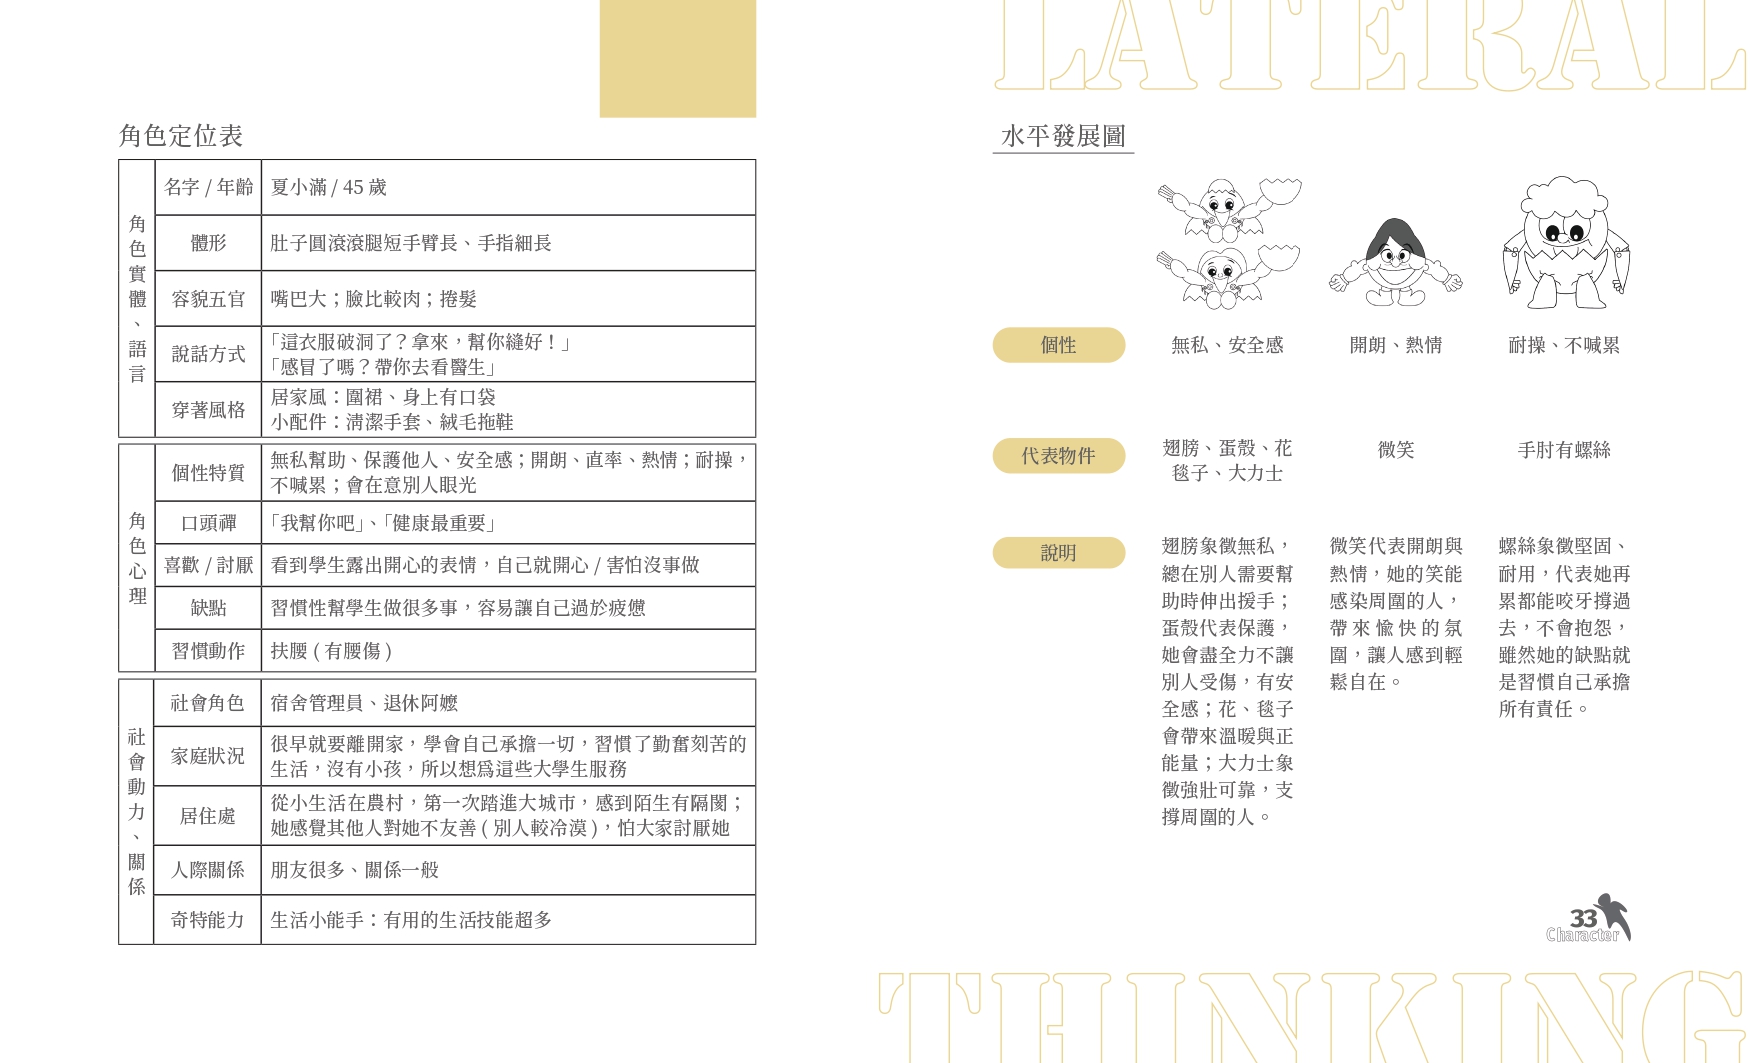 LATERAL
角色定位表
角色實體、語言
名字 / 年齡
夏小滿 / 45 歲
體形
肚子圓滾滾腿短手臂長、手指細長
容貌五官
嘴巴大；臉比較肉；捲髮
說話方式
「這衣服破洞了？拿來，幫你縫好！」
「感冒了嗎？帶你去看醫生」
穿著風格
居家風：圍裙、身上有口袋
小配件：清潔手套、絨毛拖鞋
角色心理
個性特質
無私幫助、保護他人、安全感；開朗、直率、熱情；耐操，
不喊累；會在意別人眼光
口頭禪
「我幫你吧」、「健康最重要」
喜歡 / 討厭
看到學生露出開心的表情，自己就開心 / 害怕沒事做
缺點
習慣性幫學生做很多事，容易讓自己過於疲憊
習慣動作
扶腰 ( 有腰傷 )
社會動力、關係
社會角色
宿舍管理員、退休阿嬤
家庭狀況
很早就要離開家，學會自己承擔一切，習慣了勤奮刻苦的
生活，沒有小孩，所以想為這些大學生服務
居住處
從小生活在農村，第一次踏進大城市，感到陌生有隔閡；
她感覺其他人對她不友善 ( 別人較冷漠 )，怕大家討厭她
人際關係
朋友很多、關係一般
奇特能力
生活小能手：有用的生活技能超多
水平發展圖
個性
無私、安全感
開朗、熱情
耐操、不喊累
代表物件
翅膀、蛋殼、花
毯子、大力士
微笑
手肘有螺絲
說明
翅膀象徵無私，
總在別人需要幫
助時伸出援手；
蛋殼代表保護，
她會盡全力不讓
別人受傷，有安
全感；花、毯子
會帶來溫暖與正
能量；大力士象
徵強壯可靠，支
撐周圍的人。
微笑代表開朗與
熱情，她的笑能
感染周圍的人，
帶來愉快的氛
圍，讓人感到輕
鬆自在。
螺絲象徵堅固、
耐用，代表她再
累都能咬牙撐過
去，不會抱怨，
雖然她的缺點就
是習慣自己承擔
所有責任。
33
Character
THINKING